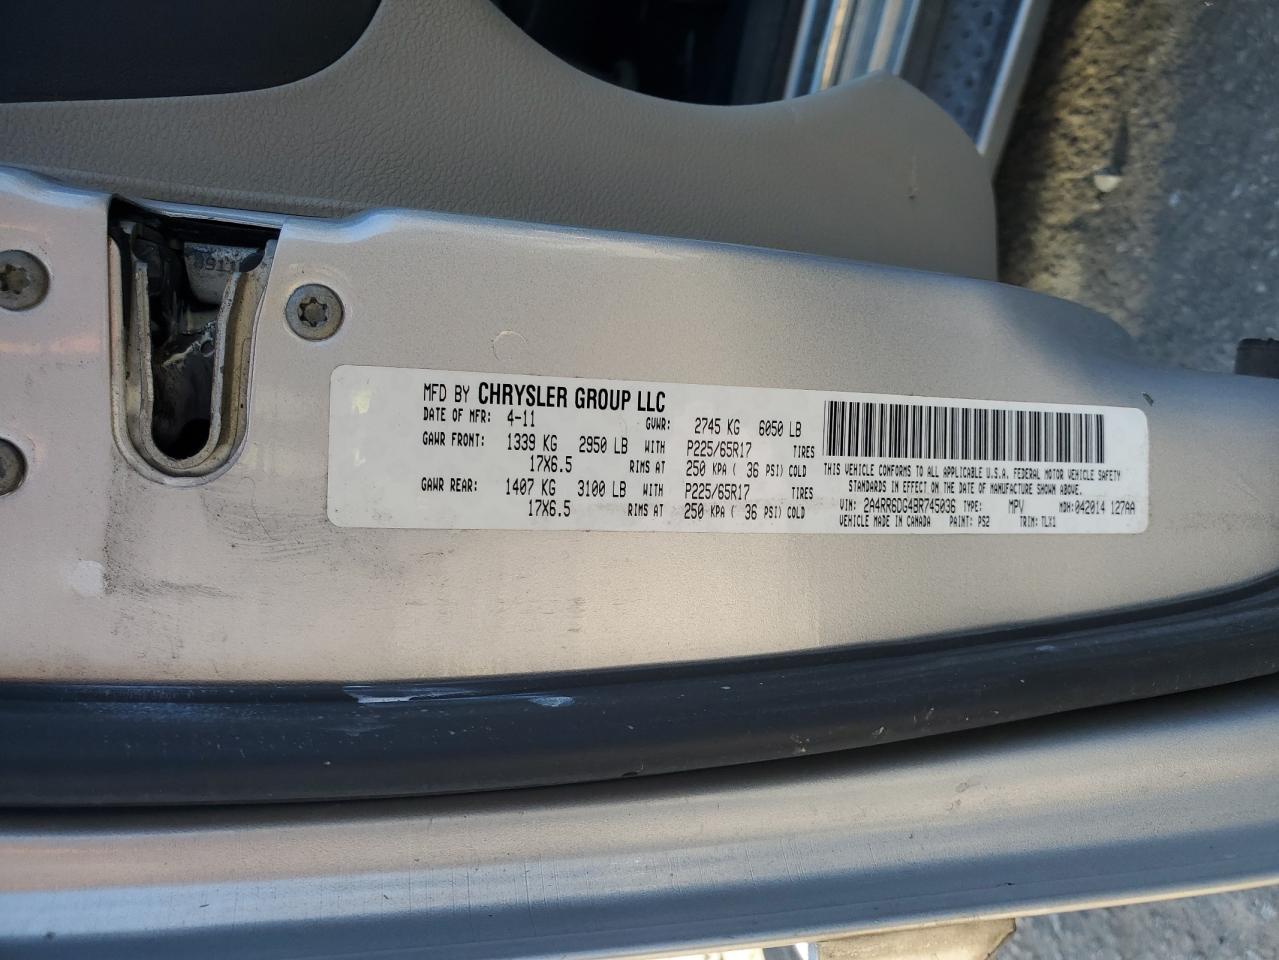 MFD BY CHRYSLER GROUP LLC
DATE OF MFR: 4-11 GVWR: 2745 KG 6050 LB
GAWR FRONT: 1339 KG 2950 LB WITH P225/65R17 TIRES
17X6.5 RIMS AT 250 KPA ( 36 PSI) COLD
GAWR REAR: 1407 KG 3100 LB WITH P225/65R17 TIRES
17X6.5 RIMS AT 250 KPA ( 36 PSI) COLD
THIS VEHICLE CONFORMS TO ALL APPLICABLE U.S.A. FEDERAL MOTOR VEHICLE SAFETY
STANDARDS IN EFFECT ON THE DATE OF MANUFACTURE SHOWN ABOVE.
VIN: 2A4RR6DG4BR745036 TYPE: MPV MDH: 042014 127AA
VEHICLE MADE IN CANADA PAINT: PS2 TRIM: TLX1